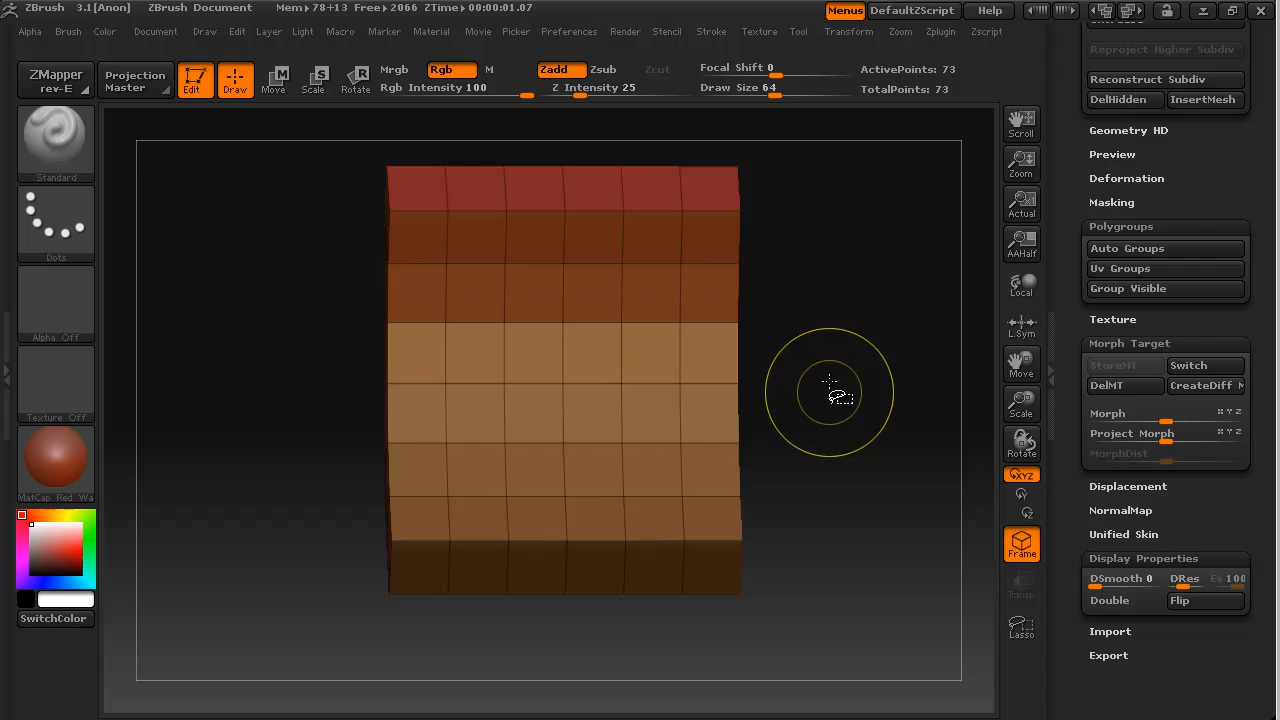 ZBrush 3.1[Anon] ZBrush Document Mem▸78+13 Free▸2066 ZTime▸00:00:01.07 Menus DefaultZScript Help
Alpha Brush Color Document Draw Edit Layer Light Macro Marker Material Movie Picker Preferences Render Stencil Stroke Texture Tool Transform Zoom Zplugin Zscript
ZMapper rev-E
Projection Master
Edit
Draw
Move
Scale
Rotate
Mrgb Rgb M
Rgb Intensity 100
Zadd Zsub Zcut
Z Intensity 25
Focal Shift 0
Draw Size 64
ActivePoints: 73
TotalPoints: 73
Standard
Dots
Alpha Off
Texture Off
MatCap Red Wa
SwitchColor
Scroll
Zoom
Actual
AAHalf
Local
L.Sym
Move
Scale
Rotate
XYZ
Y
Z
Frame
Transp
Lasso
Reproject Higher Subdiv
Reconstruct Subdiv
DelHidden InsertMesh
Geometry HD
Preview
Deformation
Masking
Polygroups
Auto Groups
Uv Groups
Group Visible
Texture
Morph Target
StoreMT Switch
DelMT CreateDiff M
Morph X Y Z
Project Morph X Y Z
MorphDist
Displacement
NormalMap
Unified Skin
Display Properties
DSmooth 0 DRes Es 100
Double Flip
Import
Export